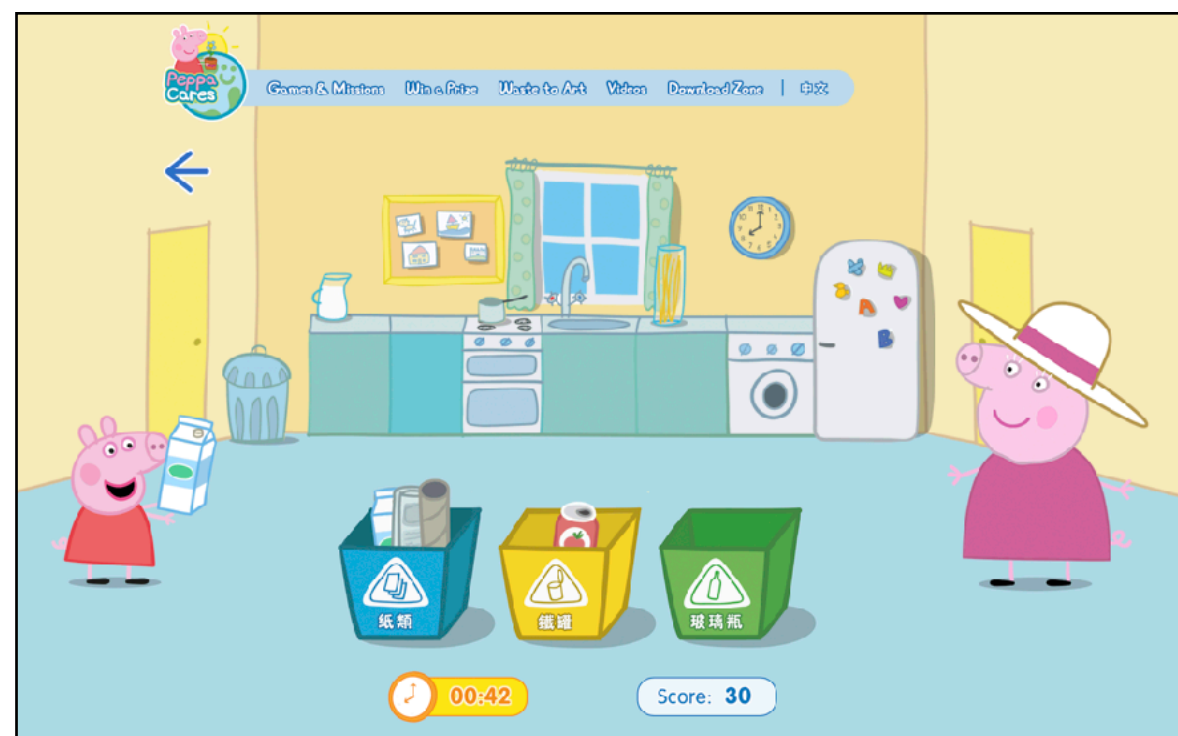 Peppa
Cares
Games & Missions Win a Prize Waste to Art Videos Download Zone | 中文
紙類
鐵罐
玻璃瓶
00:42
Score: 30